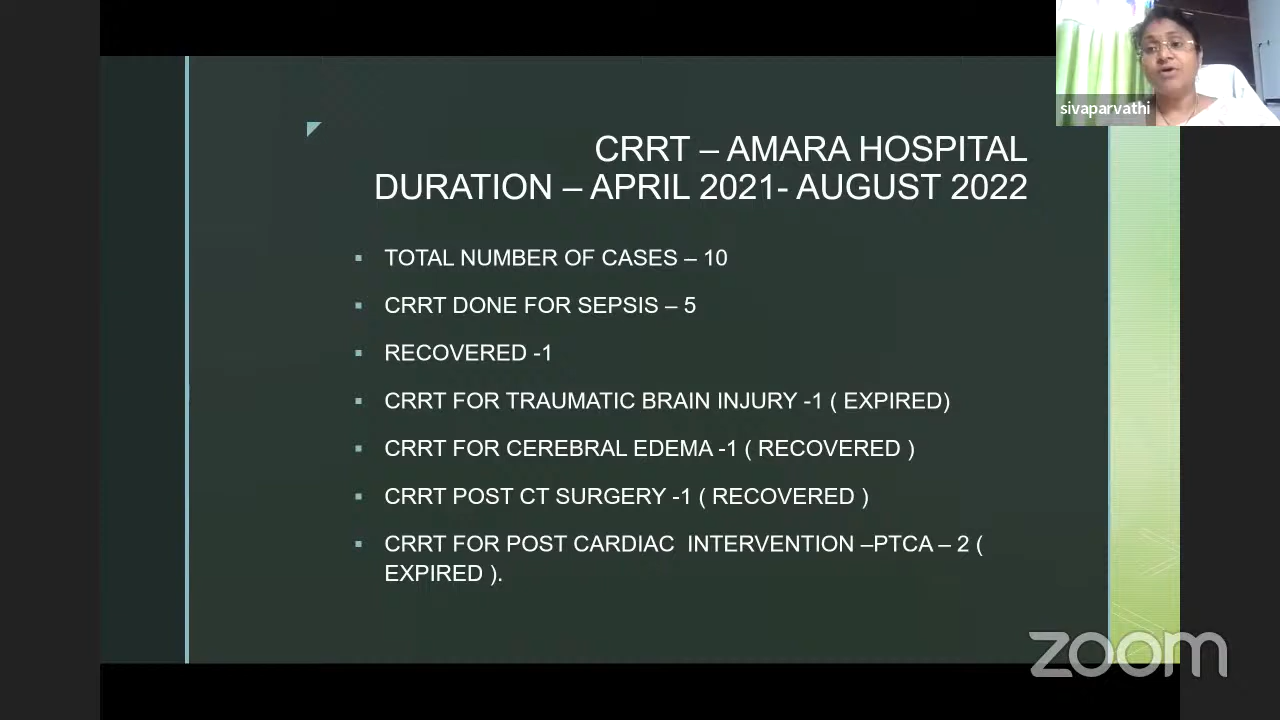 sivaparvathi
CRRT – AMARA HOSPITAL
DURATION – APRIL 2021- AUGUST 2022
▪ TOTAL NUMBER OF CASES – 10
▪ CRRT DONE FOR SEPSIS – 5
▪ RECOVERED -1
▪ CRRT FOR TRAUMATIC BRAIN INJURY -1 ( EXPIRED)
▪ CRRT FOR CEREBRAL EDEMA -1 ( RECOVERED )
▪ CRRT POST CT SURGERY -1 ( RECOVERED )
▪ CRRT FOR POST CARDIAC INTERVENTION –PTCA – 2 (
EXPIRED ).
zoom